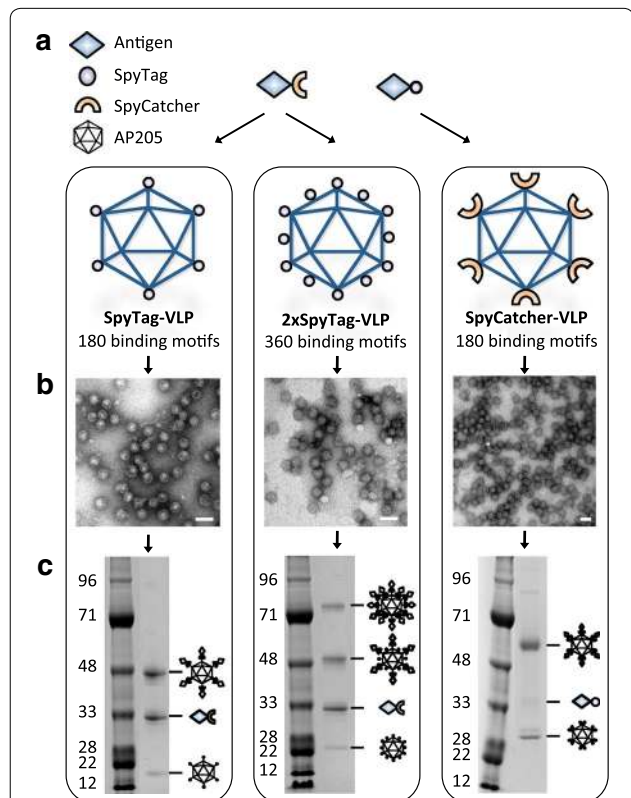 a
Antigen
SpyTag
SpyCatcher
AP205
SpyTag-VLP
180 binding motifs
2xSpyTag-VLP
360 binding motifs
SpyCatcher-VLP
180 binding motifs
b
c
96
71
48
33
28
22
12
96
71
48
33
28
22
12
96
71
48
33
28
22
12